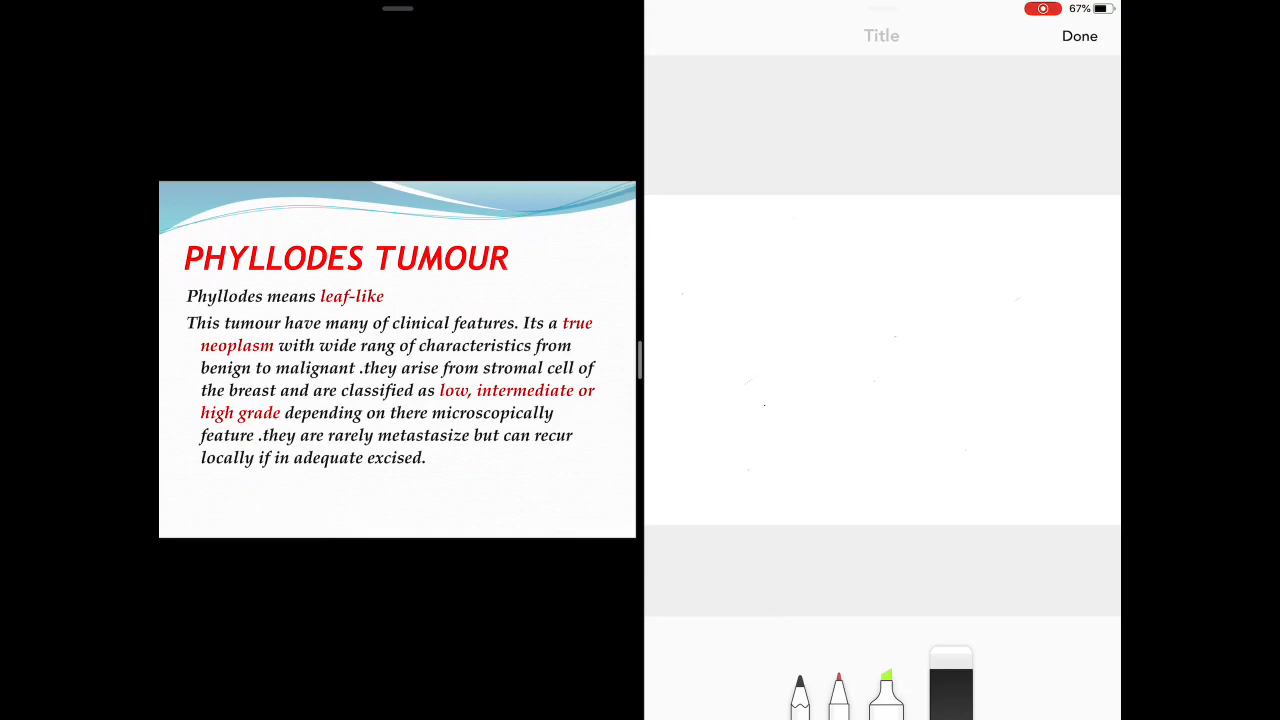 PHYLLODES TUMOUR
Phyllodes means leaf-like
This tumour have many of clinical features. Its a true
neoplasm with wide rang of characteristics from
benign to malignant .they arise from stromal cell of
the breast and are classified as low, intermediate or
high grade depending on there microscopically
feature .they are rarely metastasize but can recur
locally if in adequate excised.
67%
Title
Done